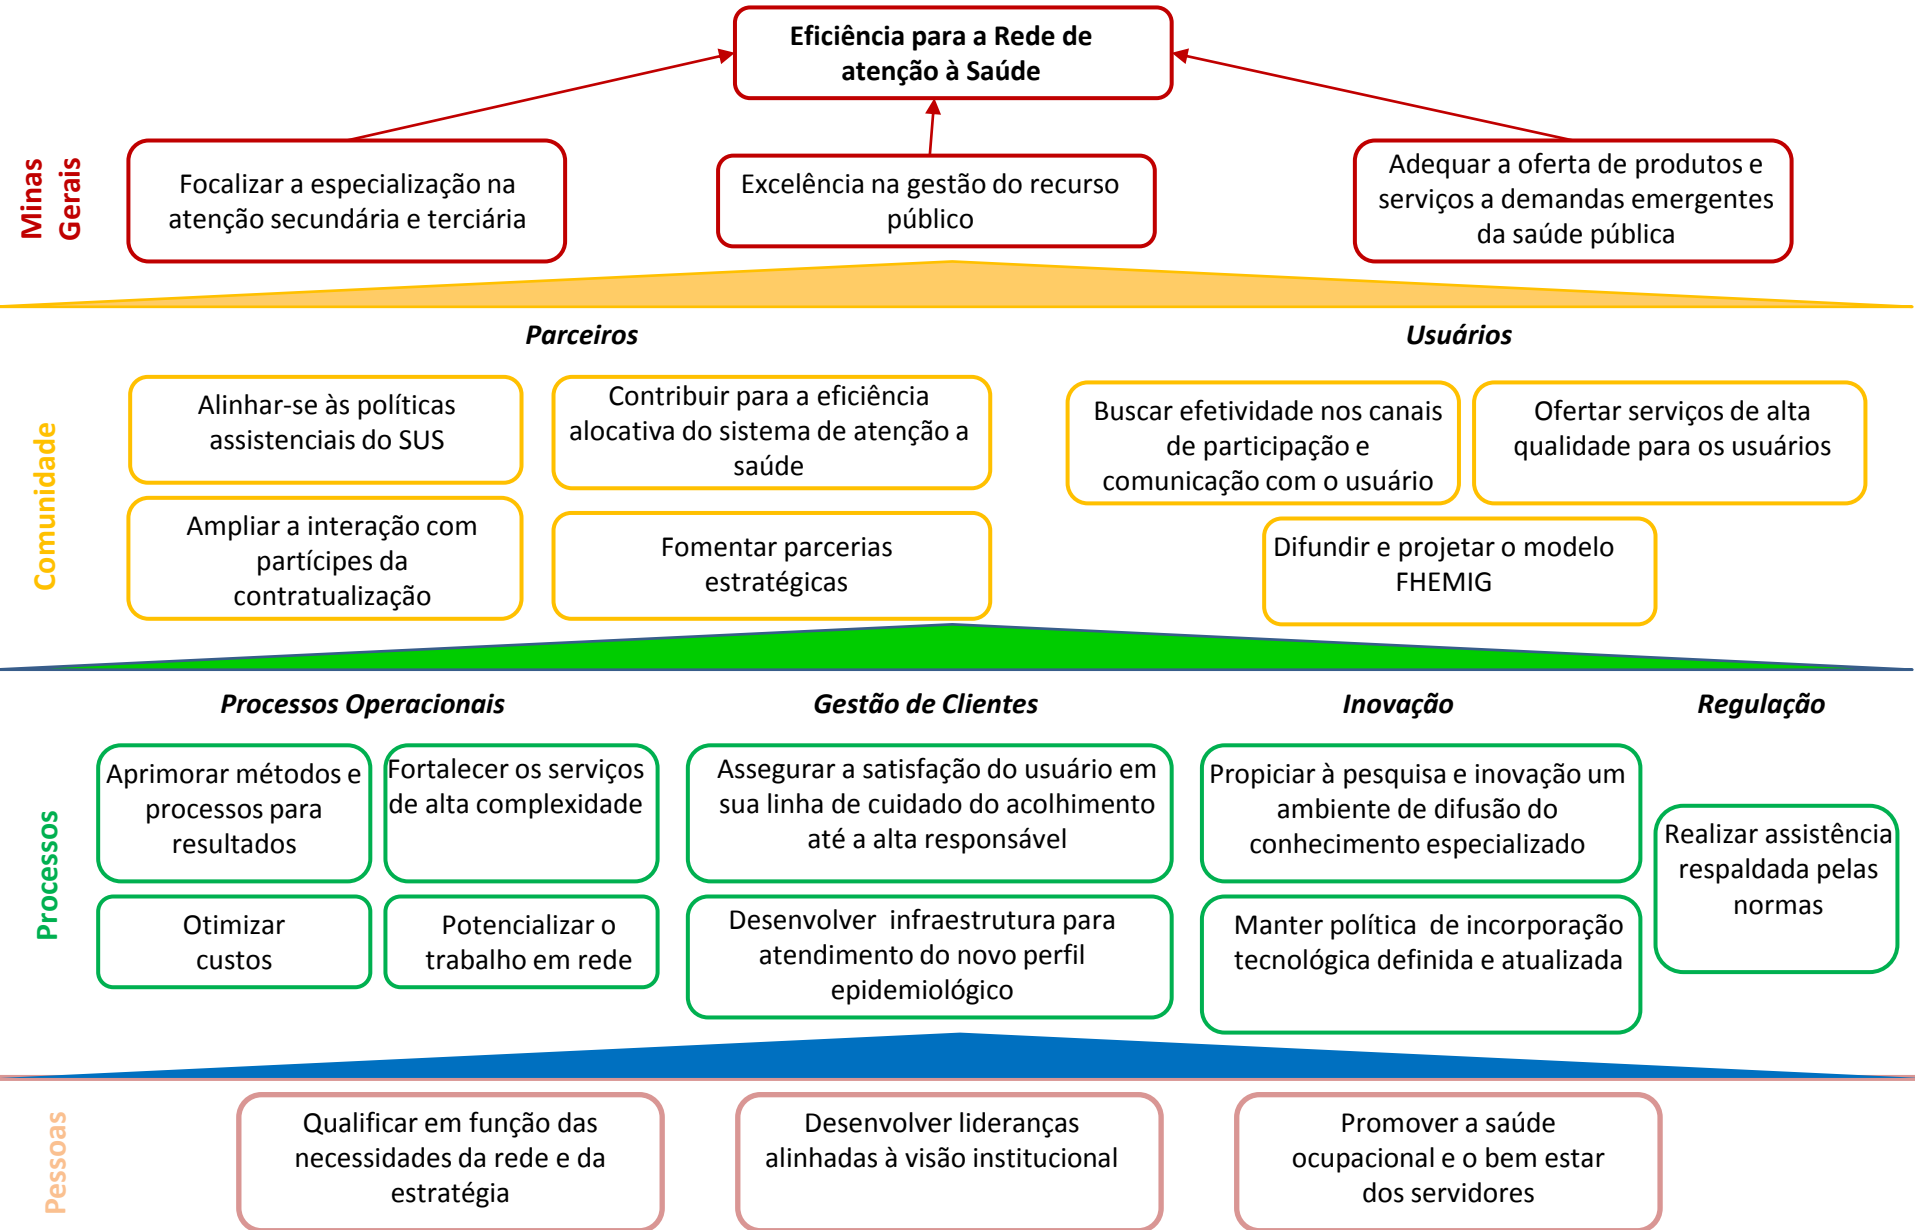 Eficiência para a Rede de
atenção à Saúde
Minas
Gerais
Focalizar a especialização na
atenção secundária e terciária
Excelência na gestão do recurso
público
Adequar a oferta de produtos e
serviços a demandas emergentes
da saúde pública
Parceiros
Usuários
Comunidade
Alinhar-se às políticas
assistenciais do SUS
Contribuir para a eficiência
alocativa do sistema de atenção a
saúde
Buscar efetividade nos canais
de participação e
comunicação com o usuário
Ofertar serviços de alta
qualidade para os usuários
Ampliar a interação com
partícipes da
contratualização
Fomentar parcerias
estratégicas
Difundir e projetar o modelo
FHEMIG
Processos Operacionais
Gestão de Clientes
Inovação
Regulação
Processos
Aprimorar métodos e
processos para
resultados
Fortalecer os serviços
de alta complexidade
Assegurar a satisfação do usuário em
sua linha de cuidado do acolhimento
até a alta responsável
Propiciar à pesquisa e inovação um
ambiente de difusão do
conhecimento especializado
Realizar assistência
respaldada pelas
normas
Otimizar
custos
Potencializar o
trabalho em rede
Desenvolver  infraestrutura para
atendimento do novo perfil
epidemiológico
Manter política  de incorporação
tecnológica definida e atualizada
Pessoas
Qualificar em função das
necessidades da rede e da
estratégia
Desenvolver lideranças
alinhadas à visão institucional
Promover a saúde
ocupacional e o bem estar
dos servidores